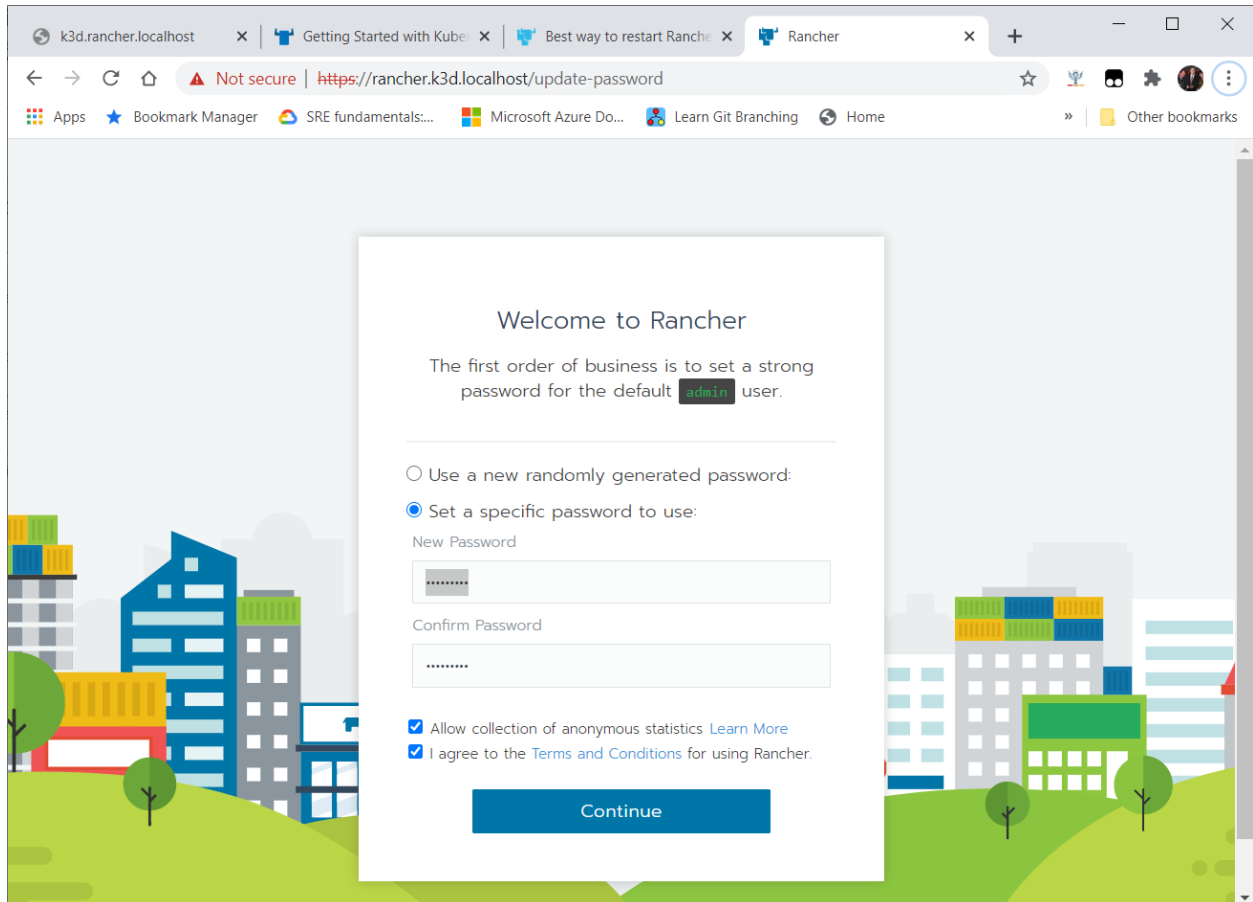 k3d.rancher.localhost
Getting Started with Kuber
Best way to restart Ranche
Rancher
Not secure | https://rancher.k3d.localhost/update-password
Apps Bookmark Manager SRE fundamentals:... Microsoft Azure Do... Learn Git Branching Home » Other bookmarks
Welcome to Rancher
The first order of business is to set a strong
password for the default admin user.
Use a new randomly generated password:
Set a specific password to use:
New Password
•••••••••
Confirm Password
•••••••••
Allow collection of anonymous statistics Learn More
I agree to the Terms and Conditions for using Rancher.
Continue